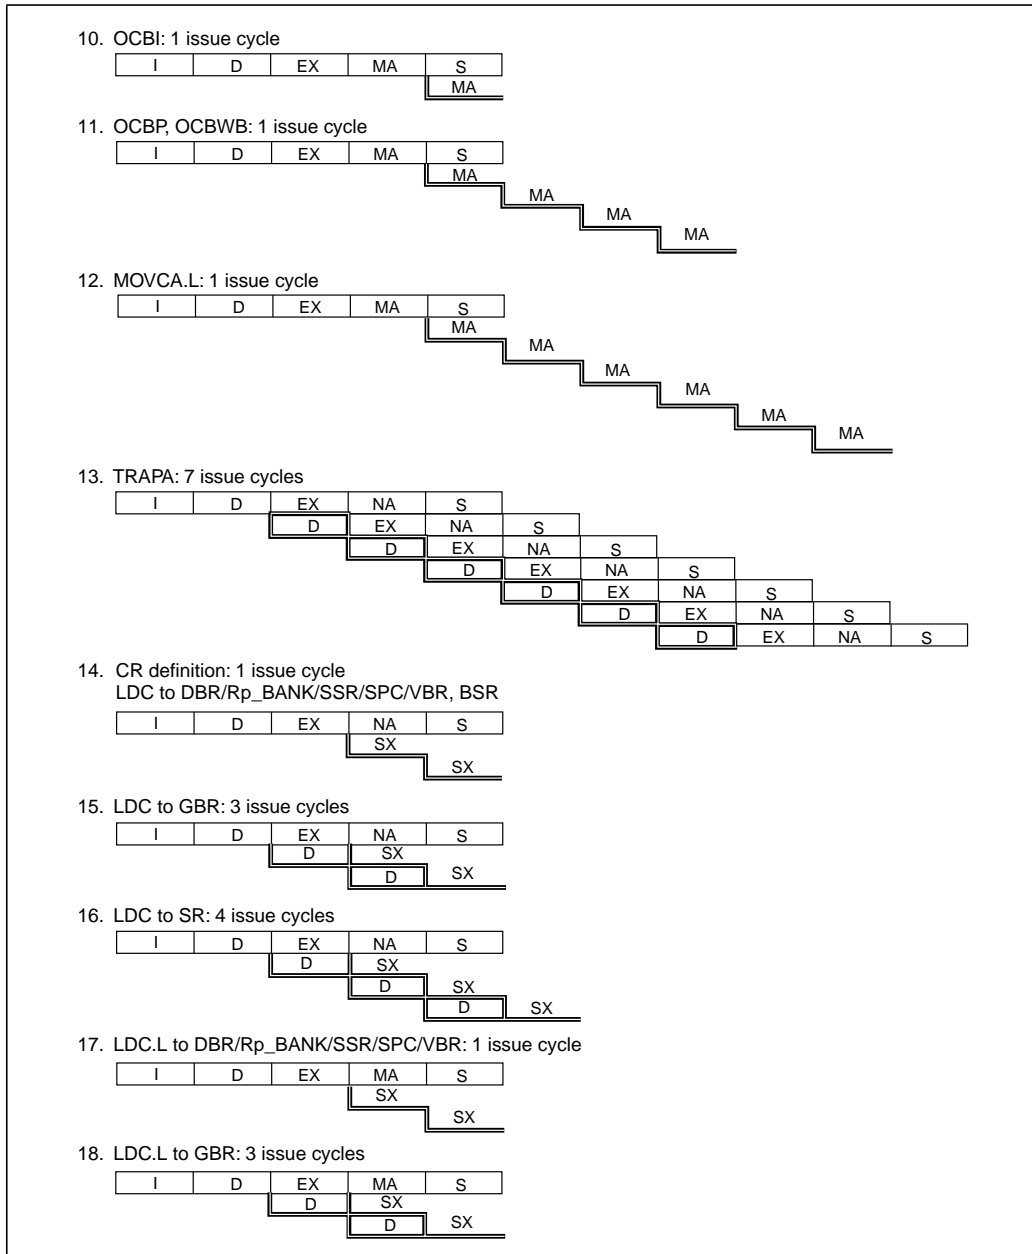 10. OCBI: 1 issue cycle
I D EX MA S
MA
11. OCBP, OCBWB: 1 issue cycle
I D EX MA S
MA
MA
MA
MA
12. MOVCA.L: 1 issue cycle
I D EX MA S
MA
MA
MA
MA
MA
MA
13. TRAPA: 7 issue cycles
I D EX NA S
D EX NA S
D EX NA S
D EX NA S
D EX NA S
D EX NA S
D EX NA S
14. CR definition: 1 issue cycle
LDC to DBR/Rp_BANK/SSR/SPC/VBR, BSR
I D EX NA S
SX
SX
15. LDC to GBR: 3 issue cycles
I D EX NA S
D SX
D SX
16. LDC to SR: 4 issue cycles
I D EX NA S
D SX
D SX
D SX
17. LDC.L to DBR/Rp_BANK/SSR/SPC/VBR: 1 issue cycle
I D EX MA S
SX
SX
18. LDC.L to GBR: 3 issue cycles
I D EX MA S
D SX
D SX